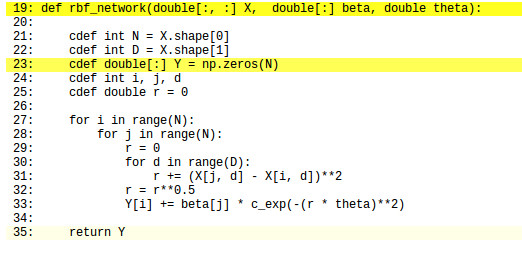 19: def rbf_network(double[:, :] X,  double[:] beta, double theta):
20:
21:     cdef int N = X.shape[0]
22:     cdef int D = X.shape[1]
23:     cdef double[:] Y = np.zeros(N)
24:     cdef int i, j, d
25:     cdef double r = 0
26:
27:     for i in range(N):
28:         for j in range(N):
29:             r = 0
30:             for d in range(D):
31:                 r += (X[j, d] - X[i, d])**2
32:             r = r**0.5
33:             Y[i] += beta[j] * c_exp(-(r * theta)**2)
34:
35:     return Y